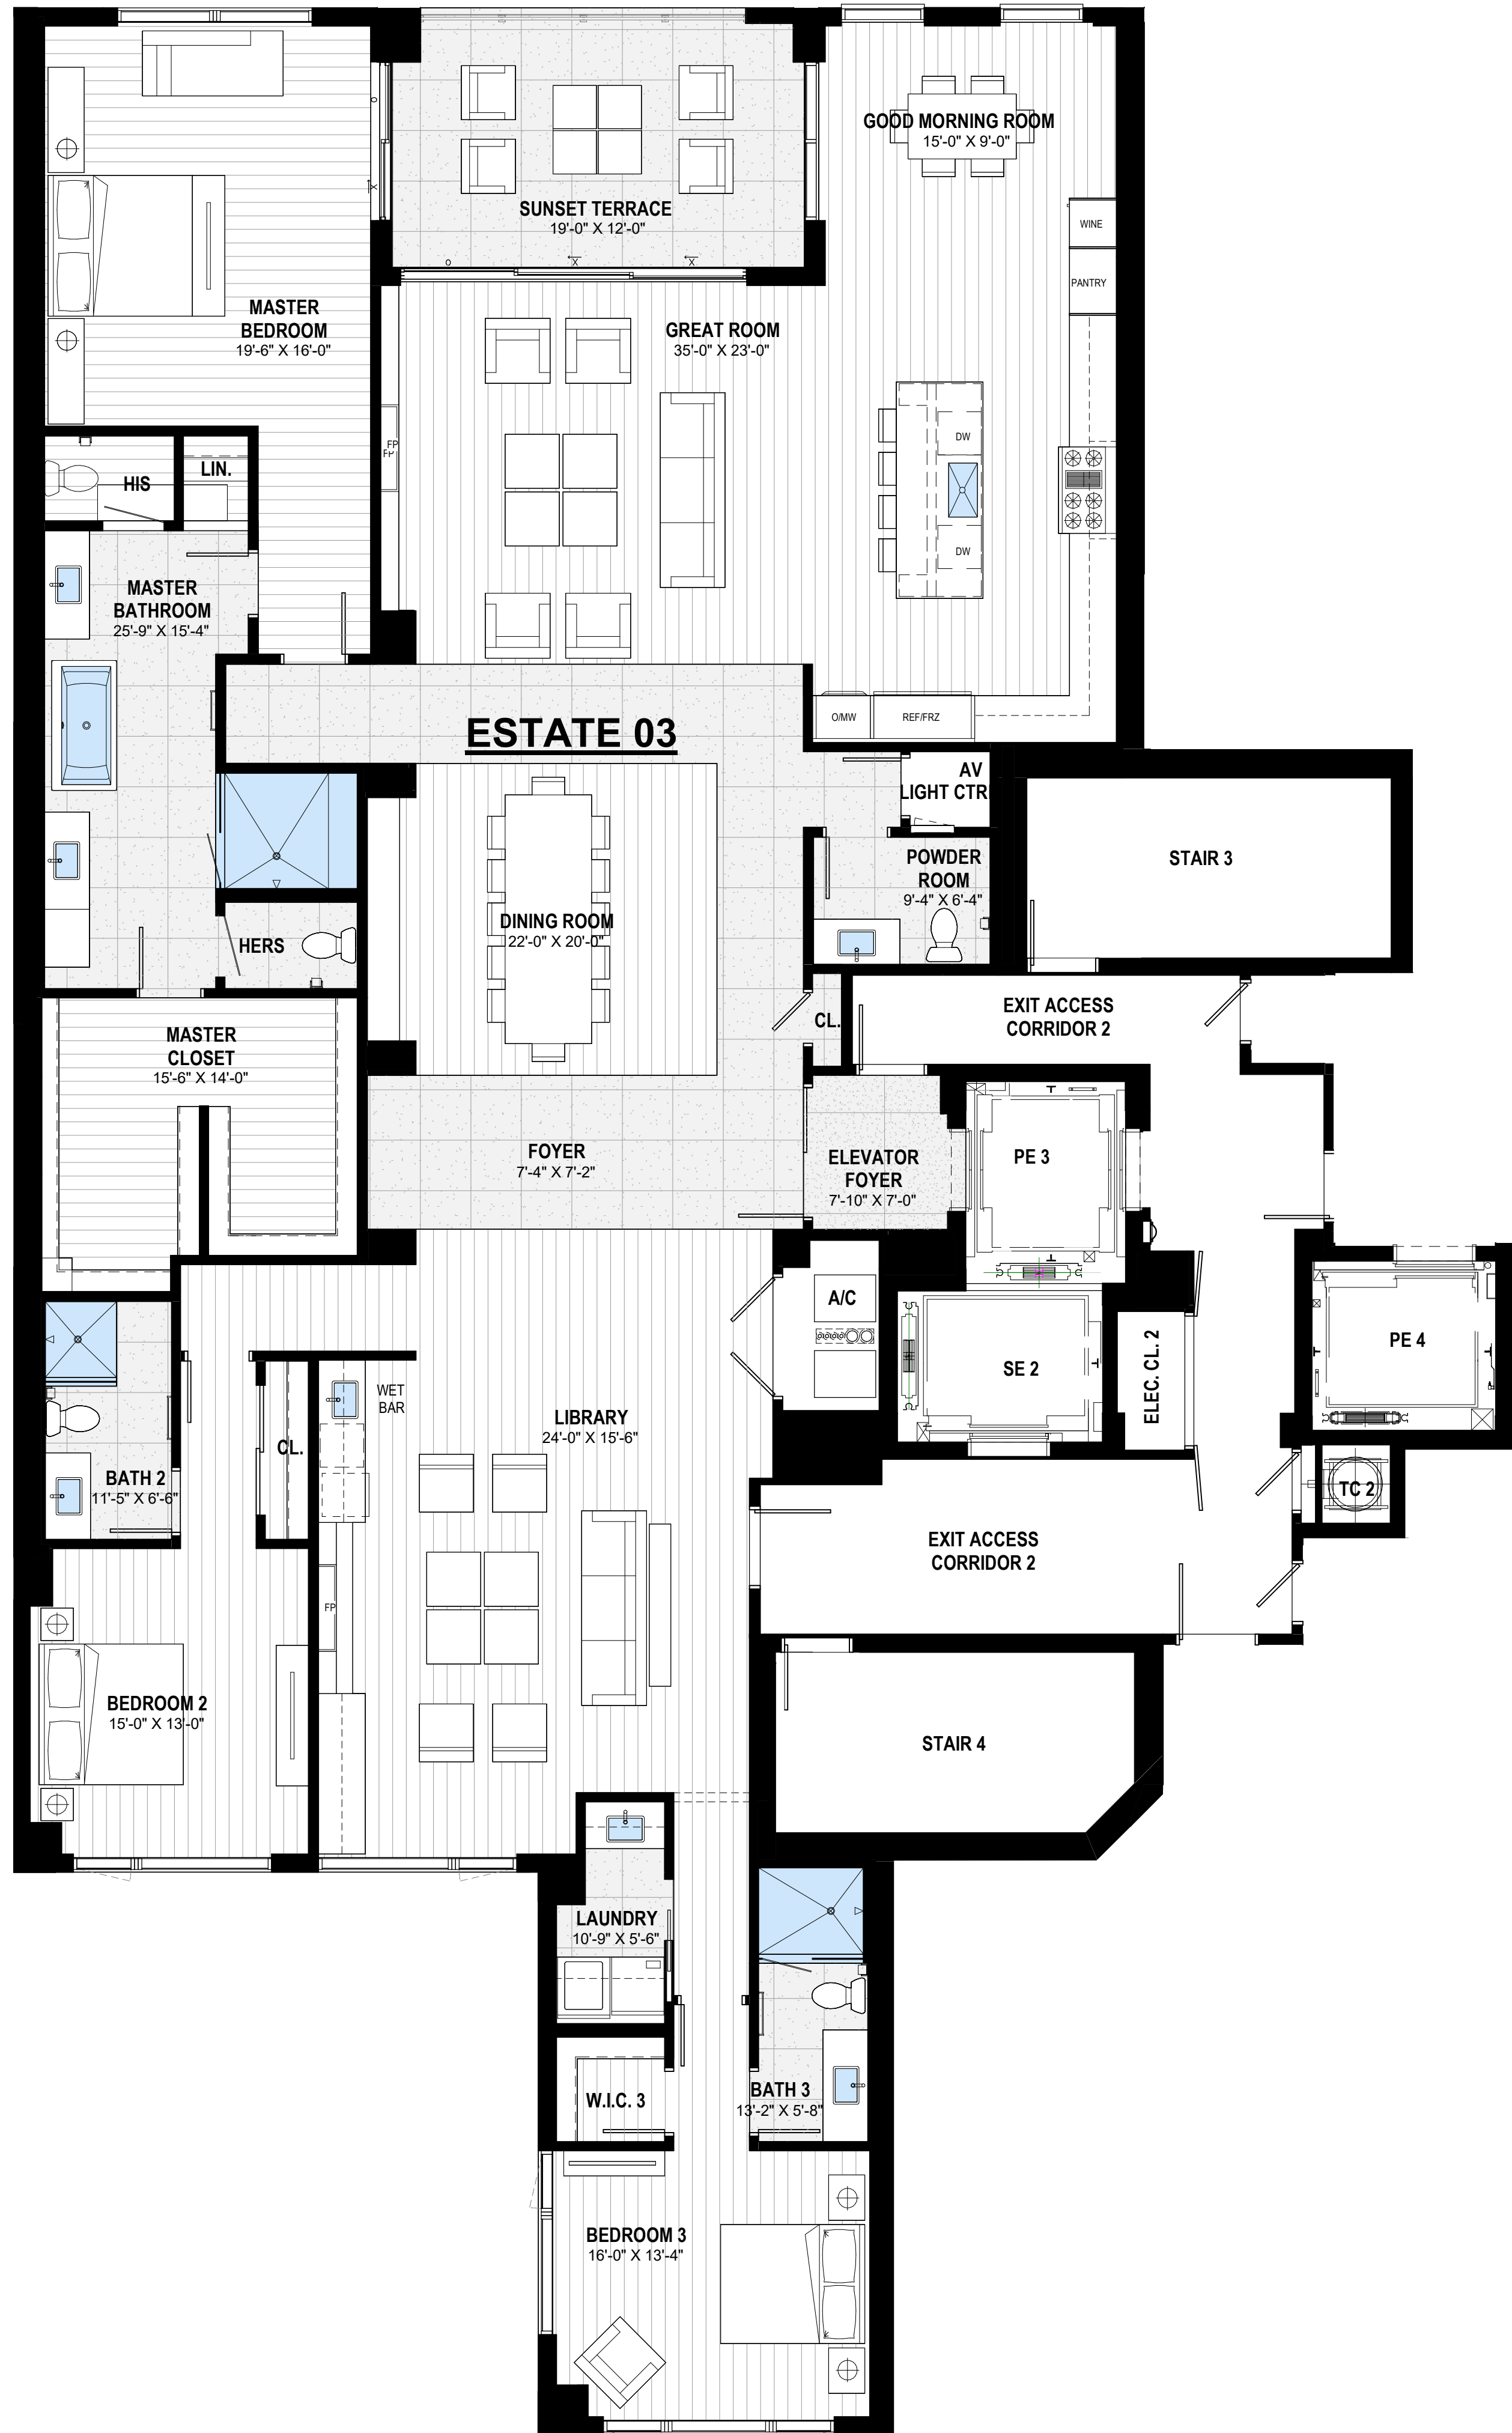 GOOD MORNING ROOM
15'-0" X 9'-0"
SUNSET TERRACE
19'-0" X 12'-0"
O
X
O
X
X
WINE
PANTRY
MASTER
BEDROOM
19'-6" X 16'-0"
GREAT ROOM
35'-0" X 23'-0"
FP
FP
DW
DW
HIS
LIN.
MASTER
BATHROOM
25'-9" X 15'-4"
O/MW
REF/FRZ
ESTATE 03
AV
LIGHT CTR
STAIR 3
POWDER
ROOM
9'-4" X 6'-4"
DINING ROOM
22'-0" X 20'-0"
HERS
CL.
EXIT ACCESS
CORRIDOR 2
MASTER
CLOSET
15'-6" X 14'-0"
FOYER
7'-4" X 7'-2"
ELEVATOR
FOYER
7'-10" X 7'-0"
PE 3
A/C
SE 2
ELEC. CL. 2
PE 4
WET
BAR
LIBRARY
24'-0" X 15'-6"
CL.
BATH 2
11'-5" X 6'-6"
TC 2
EXIT ACCESS
CORRIDOR 2
FP
BEDROOM 2
15'-0" X 13'-0"
STAIR 4
LAUNDRY
10'-9" X 5'-6"
W.I.C. 3
BATH 3
13'-2" X 5'-8"
BEDROOM 3
16'-0" X 13'-4"